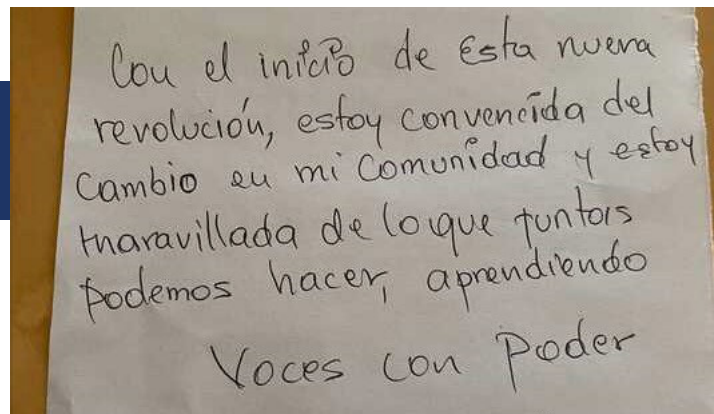 Con el inicio de Esta nueva
revolución, estoy convencida del
Cambio en mi Comunidad y estoy
maravillada de lo que juntois
podemos hacer, aprendiendo
Voces con Poder